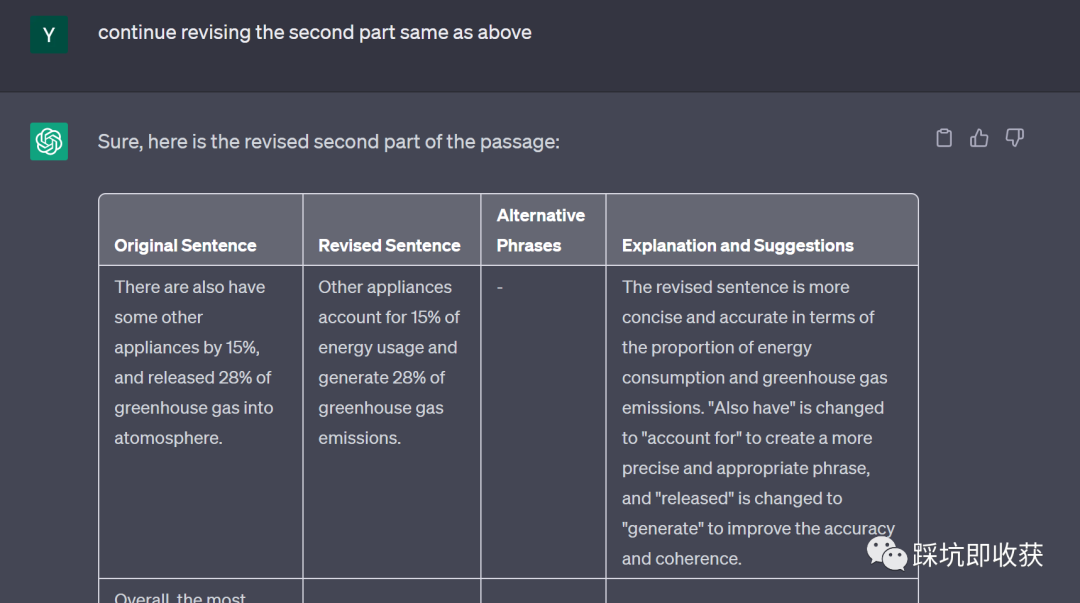 Y
continue revising the second part same as above
Sure, here is the revised second part of the passage:
Original Sentence
Revised Sentence
Alternative
Phrases
Explanation and Suggestions
There are also have
some other
appliances by 15%,
and released 28% of
greenhouse gas into
atomosphere.
Other appliances
account for 15% of
energy usage and
generate 28% of
greenhouse gas
emissions.
-
The revised sentence is more
concise and accurate in terms of
the proportion of energy
consumption and greenhouse gas
emissions. "Also have" is changed
to "account for" to create a more
precise and appropriate phrase,
and "released" is changed to
"generate" to improve the accuracy
and coherence.
Overall, the most
踩坑即收获